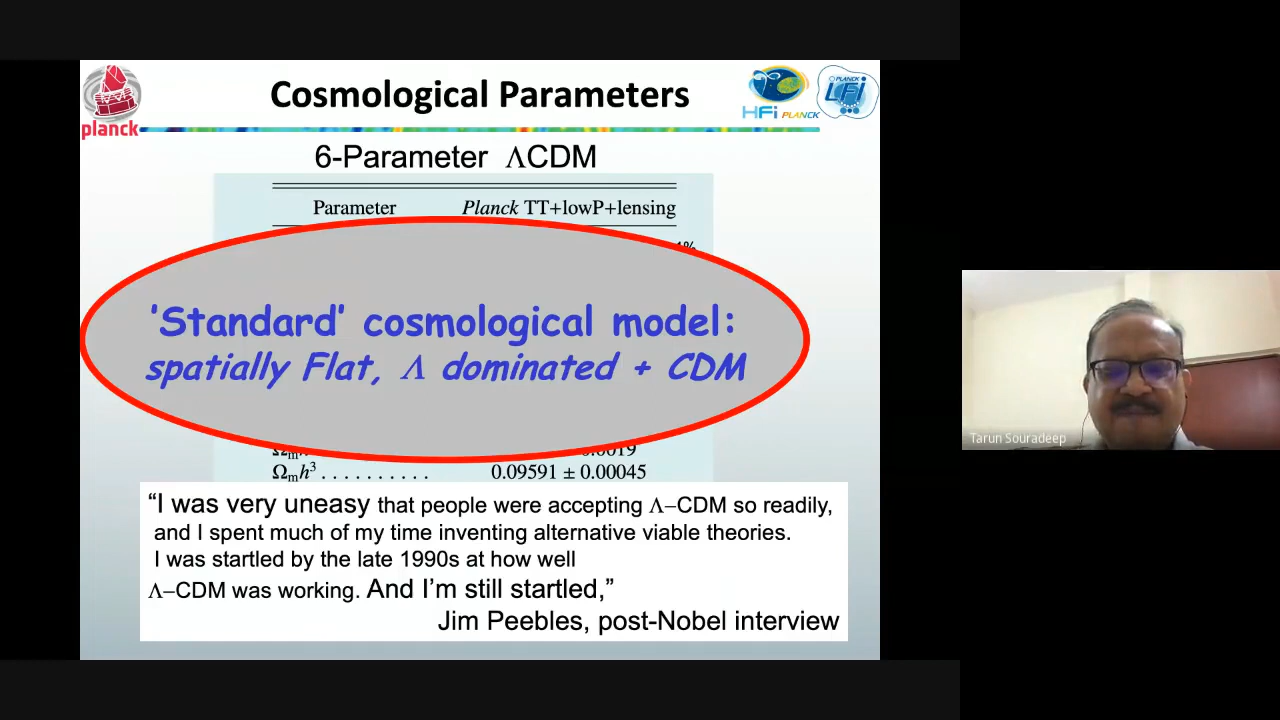 Cosmological Parameters
planck
HFi PLANCK
PLANCK
LFI
6-Parameter ΛCDM
Parameter Planck TT+lowP+lensing
1%
'Standard' cosmological model:
spatially Flat, Λ dominated + CDM
Ωmh³ . . . . . . . . . . 0.09591 ± 0.00045
“I was very uneasy that people were accepting Λ–CDM so readily,
and I spent much of my time inventing alternative viable theories.
I was startled by the late 1990s at how well
Λ–CDM was working. And I’m still startled,”
Jim Peebles, post-Nobel interview
Tarun Souradeep